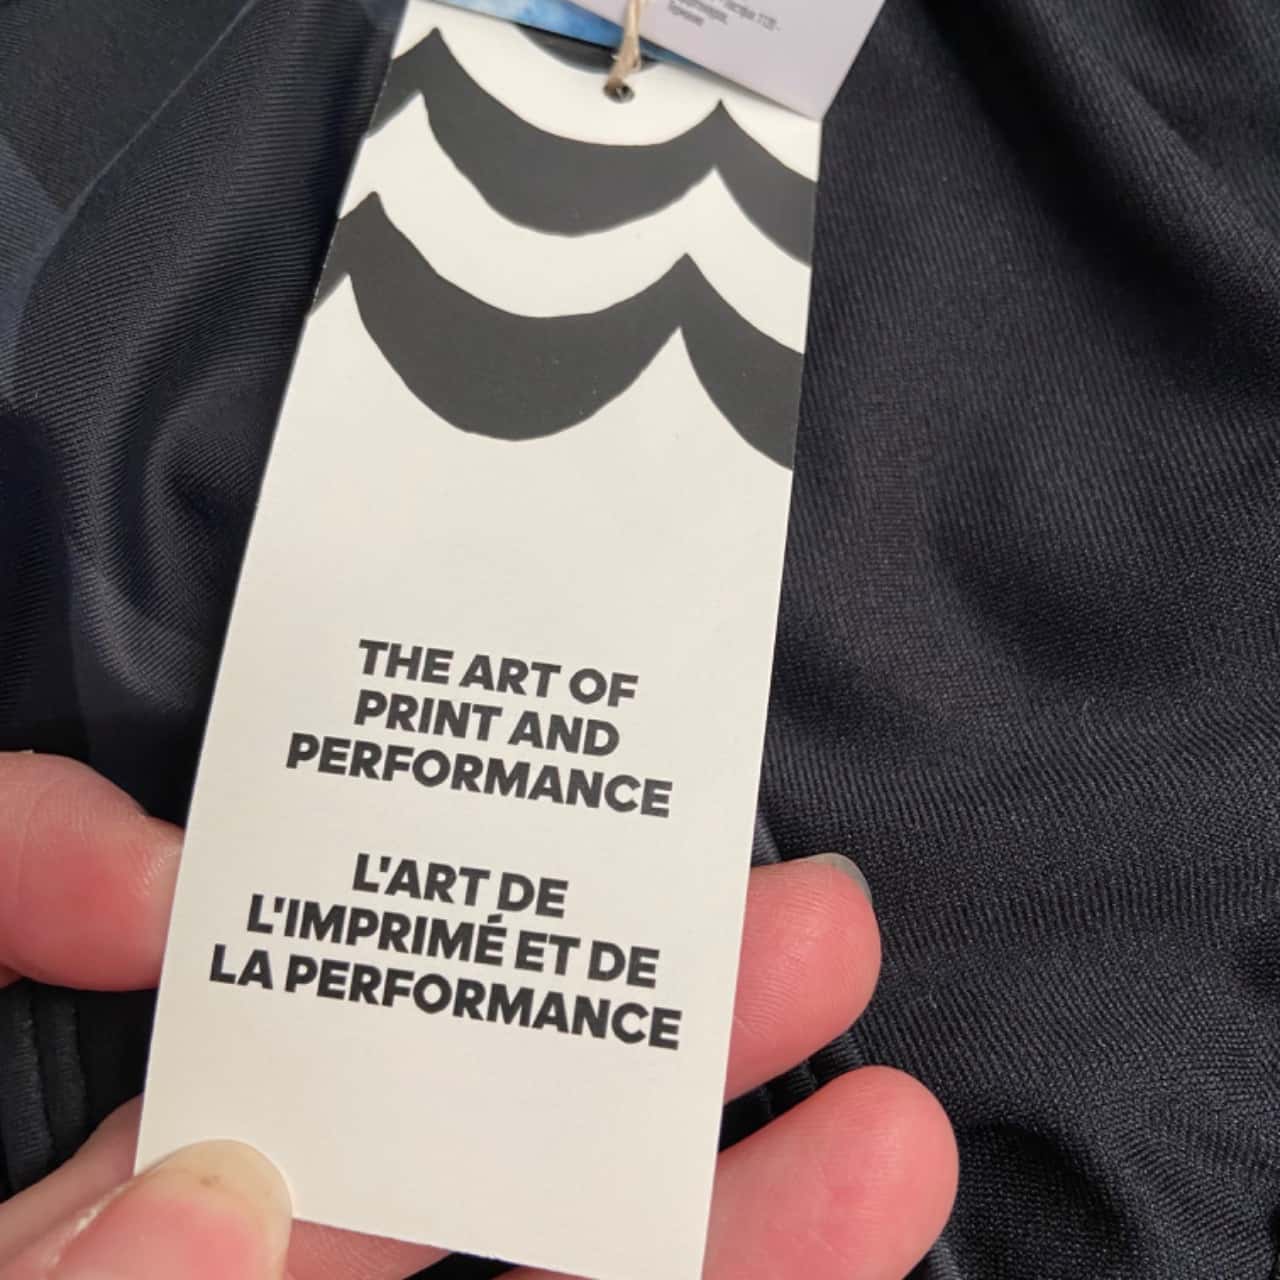 THE ART OF
PRINT AND
PERFORMANCE
L'ART DE
L'IMPRIMÉ ET DE
LA PERFORMANCE